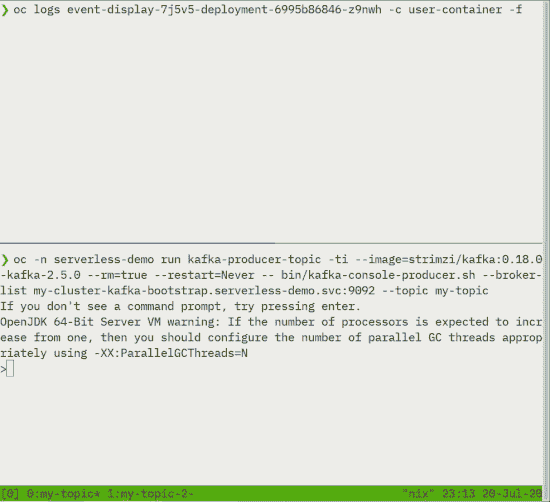 ❯ oc logs event-display-7j5v5-deployment-6995b86846-z9nwh -c user-container -f
❯ oc -n serverless-demo run kafka-producer-topic -ti --image=strimzi/kafka:0.18.0
-kafka-2.5.0 --rm=true --restart=Never -- bin/kafka-console-producer.sh --broker-
list my-cluster-kafka-bootstrap.serverless-demo.svc:9092 --topic my-topic
If you don't see a command prompt, try pressing enter.
OpenJDK 64-Bit Server VM warning: If the number of processors is expected to incr
ease from one, then you should configure the number of parallel GC threads approp
riately using -XX:ParallelGCThreads=N
>
[0] 0:my-topic* 1:my-topic-2- "nix" 23:13 20-Jul-20